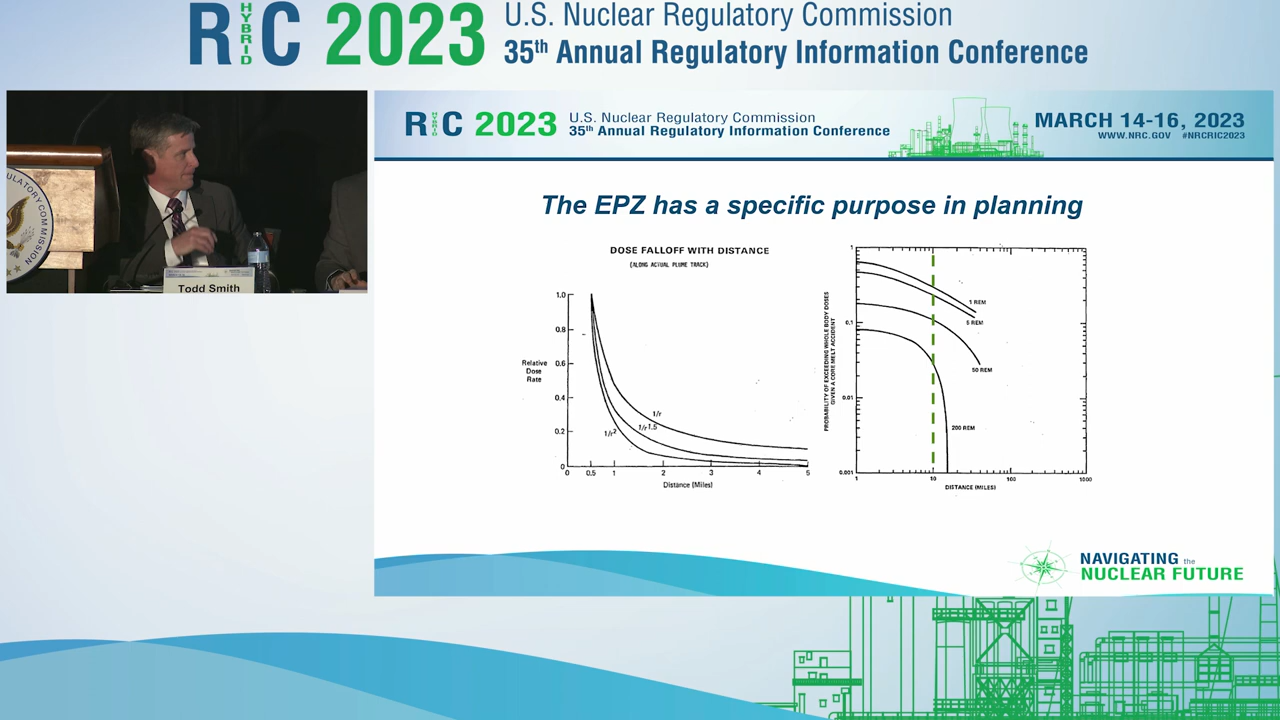 RHYBRIDC 2023
U.S. Nuclear Regulatory Commission
35th Annual Regulatory Information Conference
ULATORY COMMISSION
Todd Smith
RHYBRIDC 2023
U.S. Nuclear Regulatory Commission
35th Annual Regulatory Information Conference
MARCH 14-16, 2023
WWW.NRC.GOV #NRCRIC2023
The EPZ has a specific purpose in planning
DOSE FALLOFF WITH DISTANCE
(ALONG ACTUAL PLUME TRACK)
Relative
Dose
Rate
1.0
0.8
0.6
0.4
0.2
0
1/r
1/r1.5
1/r2
0 0.5 1 2 3 4 5
Distance (Miles)
PROBABILITY OF EXCEEDING WHOLE BODY DOSES
GIVEN A CORE MELT ACCIDENT
1
0.1
0.01
0.001
1 REM
5 REM
50 REM
200 REM
1 10 100 1000
DISTANCE (MILES)
NAVIGATING the
NUCLEAR FUTURE